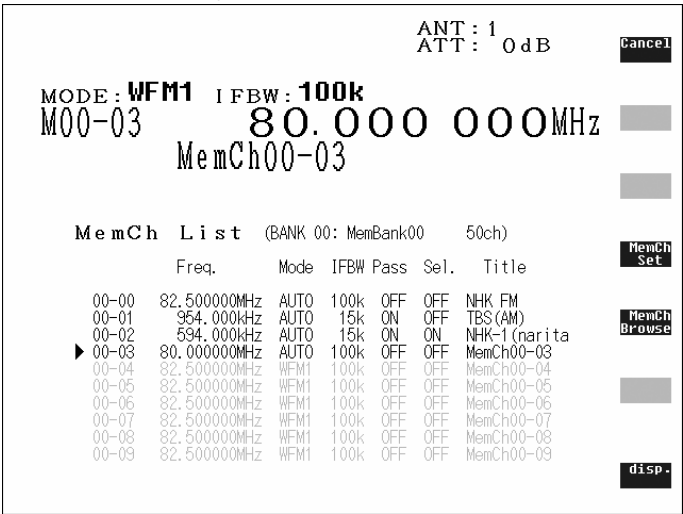 ANT:1
ATT: 0dB
Cancel
MODE:WFM1 IFBW:100k
M00-03 80.000 000MHz
MemCh00-03
MemCh List (BANK 00: MemBank00 50ch)
MemCh
Set
Freq. Mode IFBW Pass Sel. Title
00-00 82.500000MHz AUTO 100k OFF OFF NHK FM
00-01 954.000kHz AUTO 15k ON OFF TBS(AM)
00-02 594.000kHz AUTO 15k ON ON NHK-1(narita
MemCh
Browse
▶ 00-03 80.000000MHz AUTO 100k OFF OFF MemCh00-03
00-04 82.500000MHz WFM1 100k OFF OFF MemCh00-04
00-05 82.500000MHz WFM1 100k OFF OFF MemCh00-05
00-06 82.500000MHz WFM1 100k OFF OFF MemCh00-06
00-07 82.500000MHz WFM1 100k OFF OFF MemCh00-07
00-08 82.500000MHz WFM1 100k OFF OFF MemCh00-08
00-09 82.500000MHz WFM1 100k OFF OFF MemCh00-09
disp.